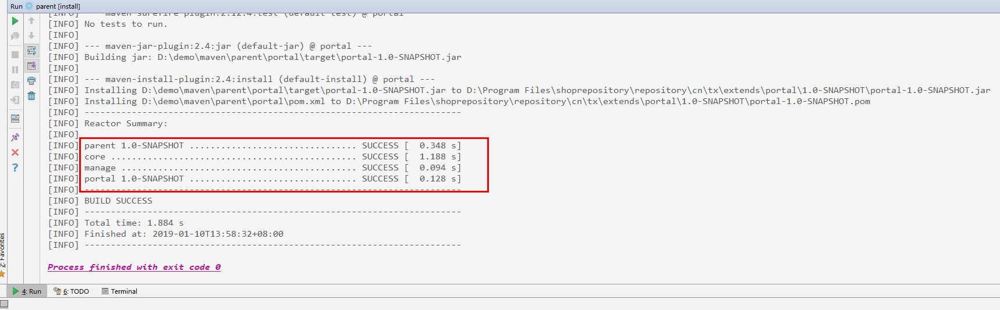 Run parent [install]
[INFO] --- maven-surefire-plugin:2.12.4:test (default-test) @ portal ---
[INFO] No tests to run.
[INFO]
[INFO] --- maven-jar-plugin:2.4:jar (default-jar) @ portal ---
[INFO] Building jar: D:\demo\maven\parent\portal\target\portal-1.0-SNAPSHOT.jar
[INFO]
[INFO] --- maven-install-plugin:2.4:install (default-install) @ portal ---
[INFO] Installing D:\demo\maven\parent\portal\target\portal-1.0-SNAPSHOT.jar to D:\Program Files\shoprepository\repository\cn\tx\extends\portal\1.0-SNAPSHOT\portal-1.0-SNAPSHOT.jar
[INFO] Installing D:\demo\maven\parent\portal\pom.xml to D:\Program Files\shoprepository\repository\cn\tx\extends\portal\1.0-SNAPSHOT\portal-1.0-SNAPSHOT.pom
[INFO] ------------------------------------------------------------------------
[INFO] Reactor Summary:
[INFO]
[INFO] parent 1.0-SNAPSHOT ................................ SUCCESS [  0.348 s]
[INFO] core ............................................... SUCCESS [  1.188 s]
[INFO] manage ............................................. SUCCESS [  0.094 s]
[INFO] portal 1.0-SNAPSHOT ................................ SUCCESS [  0.128 s]
[INFO] ------------------------------------------------------------------------
[INFO] BUILD SUCCESS
[INFO] ------------------------------------------------------------------------
[INFO] Total time: 1.884 s
[INFO] Finished at: 2019-01-10T13:58:32+08:00
[INFO] ------------------------------------------------------------------------
Process finished with exit code 0
2: Favorites
4: Run 6: TODO Terminal